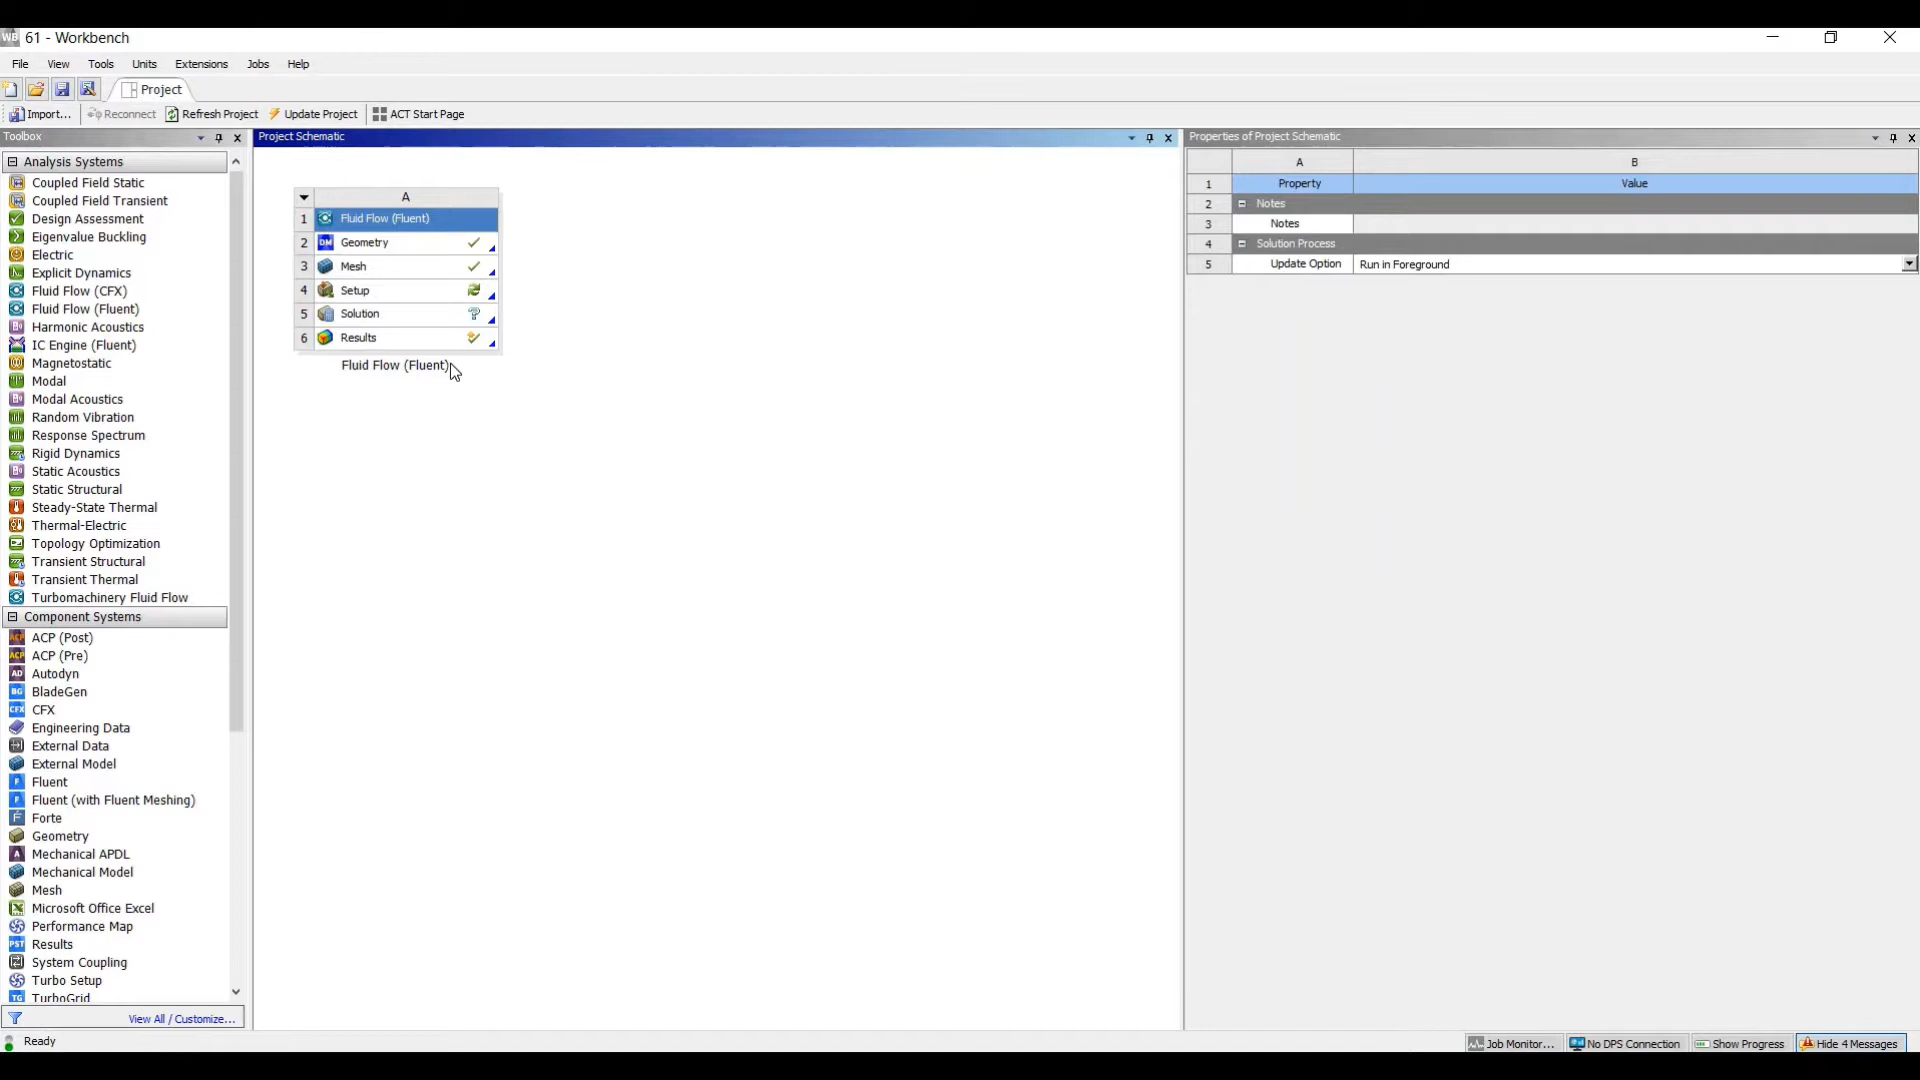 61 - Workbench
File View Tools Units Extensions Jobs Help
Project
Import... Reconnect Refresh Project Update Project ACT Start Page
Toolbox
Analysis Systems
Coupled Field Static
Coupled Field Transient
Design Assessment
Eigenvalue Buckling
Electric
Explicit Dynamics
Fluid Flow (CFX)
Fluid Flow (Fluent)
Harmonic Acoustics
IC Engine (Fluent)
Magnetostatic
Modal
Modal Acoustics
Random Vibration
Response Spectrum
Rigid Dynamics
Static Acoustics
Static Structural
Steady-State Thermal
Thermal-Electric
Topology Optimization
Transient Structural
Transient Thermal
Turbomachinery Fluid Flow
Component Systems
ACP (Post)
ACP (Pre)
Autodyn
BladeGen
CFX
Engineering Data
External Data
External Model
Fluent
Fluent (with Fluent Meshing)
Forte
Geometry
Mechanical APDL
Mechanical Model
Mesh
Microsoft Office Excel
Performance Map
Results
System Coupling
Turbo Setup
TurboGrid
View All / Customize...
Project Schematic
A
1 Fluid Flow (Fluent)
2 DM Geometry
3 Mesh
4 Setup
5 Solution
6 Results
Fluid Flow (Fluent)
Properties of Project Schematic
A B
1 Property Value
2 Notes
3 Notes
4 Solution Process
5 Update Option Run in Foreground
Ready
Job Monitor... No DPS Connection Show Progress Hide 4 Messages